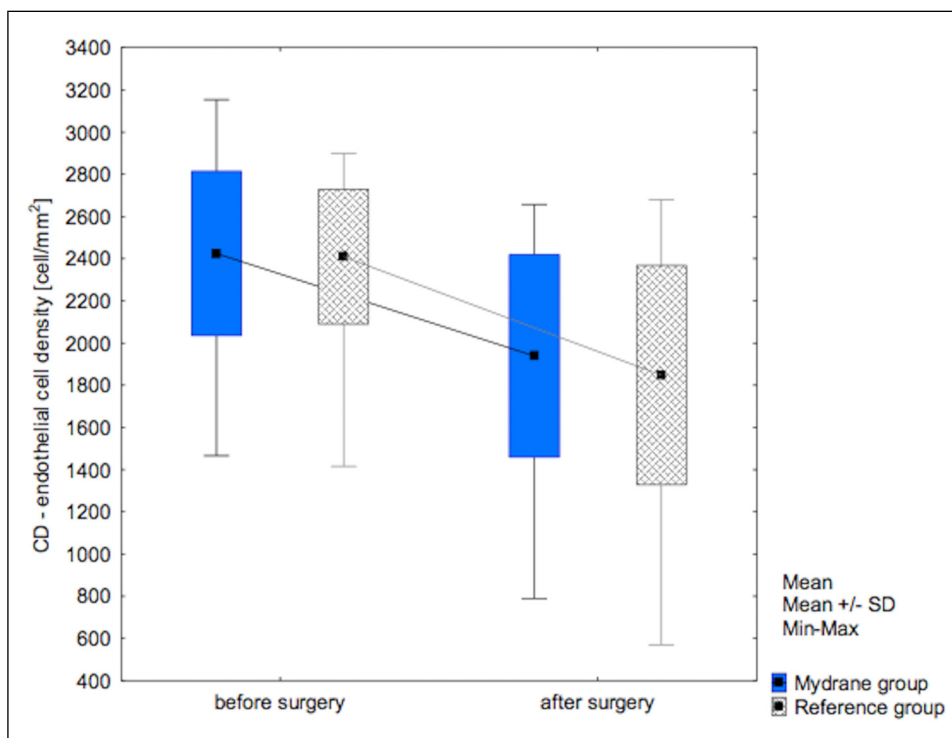 3400
3200
3000
2800
2600
2400
2200
2000
1800
1600
1400
1200
1000
800
600
400
CD - endothelial cell density [cell/mm²]
before surgery
after surgery
Mean
Mean +/- SD
Min-Max
Mydrane group
Reference group